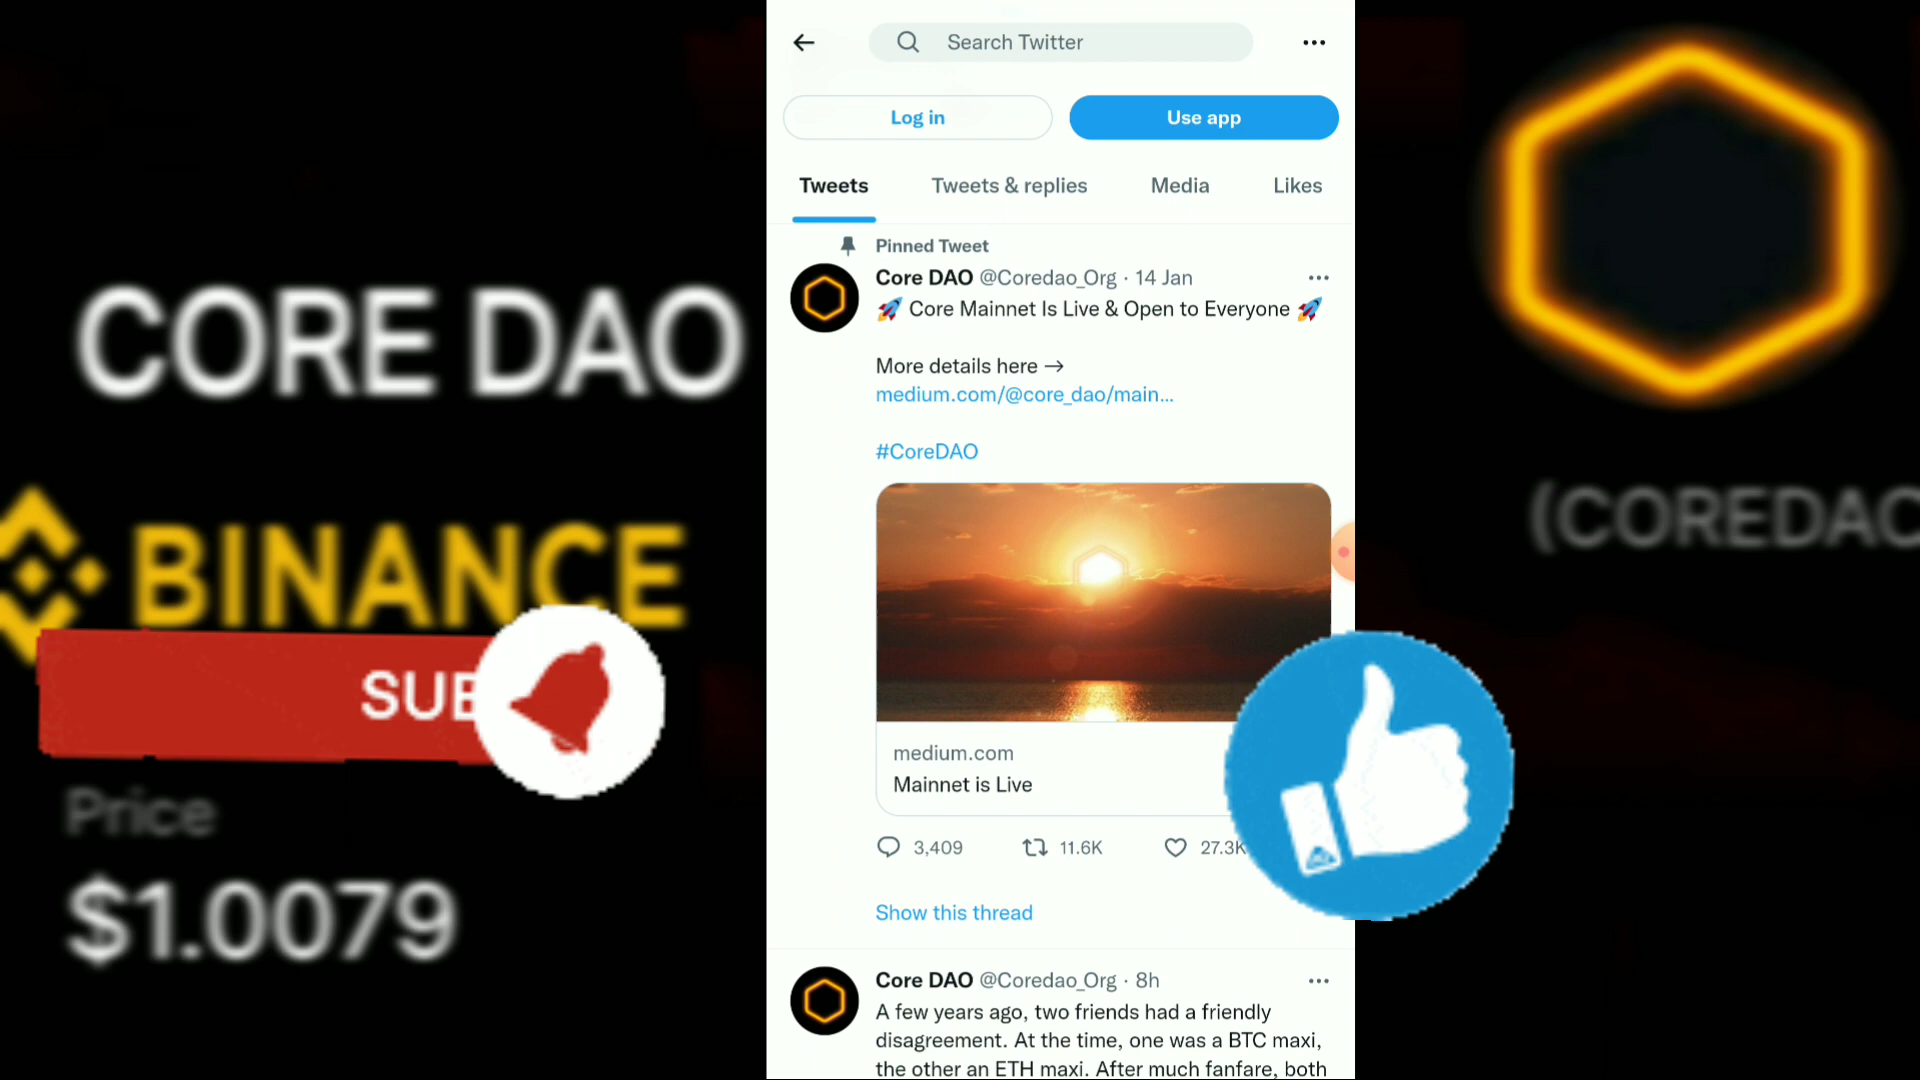 Search Twitter
Log in
Use app
Tweets
Tweets & replies
Media
Likes
Pinned Tweet
Core DAO @Coredao_Org · 14 Jan
🚀 Core Mainnet Is Live & Open to Everyone 🚀
More details here →
medium.com/@core_dao/main...
#CoreDAO
medium.com
Mainnet is Live
3,409
11.6K
27.3K
Show this thread
Core DAO @Coredao_Org · 8h
A few years ago, two friends had a friendly
disagreement. At the time, one was a BTC maxi,
the other an ETH maxi. After much fanfare, both
CORE DAO
BINANCE
SUB
Price
$1.0079
(COREDAO